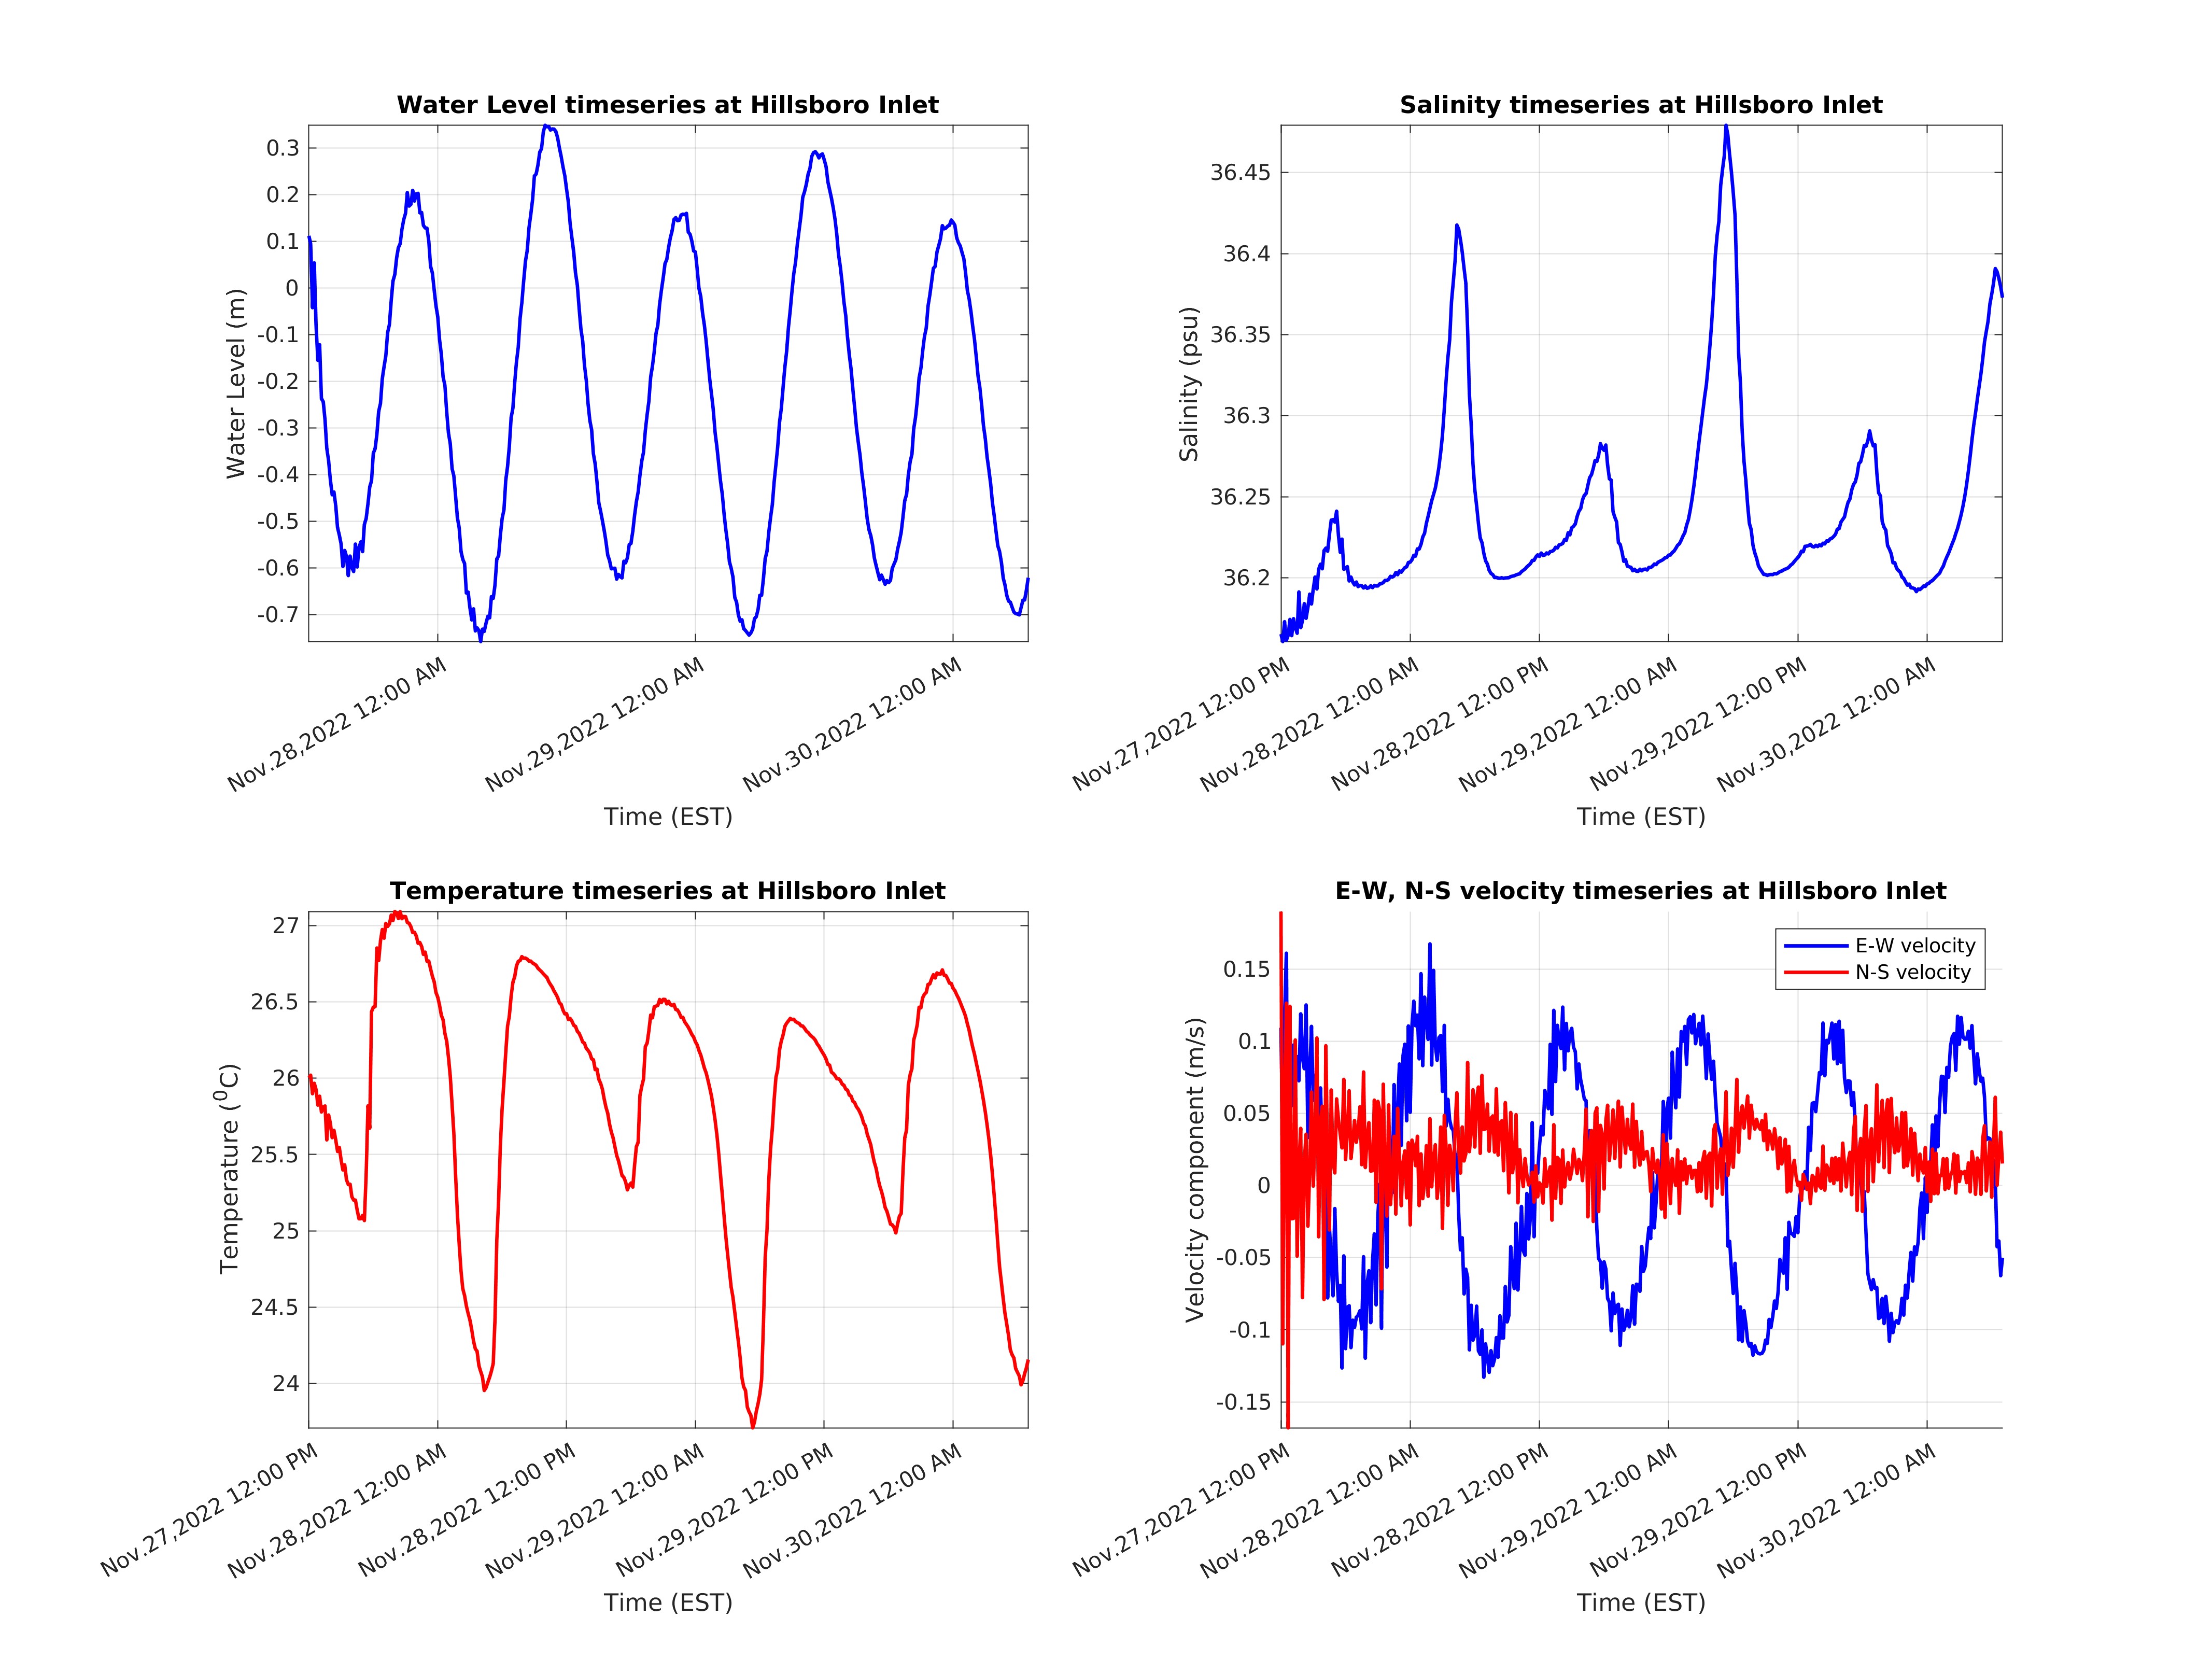 Water Level timeseries at Hillsboro Inlet
0.3
0.2
0.1
0
-0.1
-0.2
-0.3
-0.4
-0.5
-0.6
-0.7
Water Level (m)
Nov.28,2022 12:00 AM
Nov.29,2022 12:00 AM
Nov.30,2022 12:00 AM
Time (EST)
Salinity timeseries at Hillsboro Inlet
36.45
36.4
36.35
36.3
36.25
36.2
Salinity (psu)
Nov.27,2022 12:00 PM
Nov.28,2022 12:00 AM
Nov.28,2022 12:00 PM
Nov.29,2022 12:00 AM
Nov.29,2022 12:00 PM
Nov.30,2022 12:00 AM
Time (EST)
Temperature timeseries at Hillsboro Inlet
27
26.5
26
25.5
25
24.5
24
Temperature (⁰C)
Nov.27,2022 12:00 PM
Nov.28,2022 12:00 AM
Nov.28,2022 12:00 PM
Nov.29,2022 12:00 AM
Nov.29,2022 12:00 PM
Nov.30,2022 12:00 AM
Time (EST)
E-W, N-S velocity timeseries at Hillsboro Inlet
E-W velocity
N-S velocity
0.15
0.1
0.05
0
-0.05
-0.1
-0.15
Velocity component (m/s)
Nov.27,2022 12:00 PM
Nov.28,2022 12:00 AM
Nov.28,2022 12:00 PM
Nov.29,2022 12:00 AM
Nov.29,2022 12:00 PM
Nov.30,2022 12:00 AM
Time (EST)